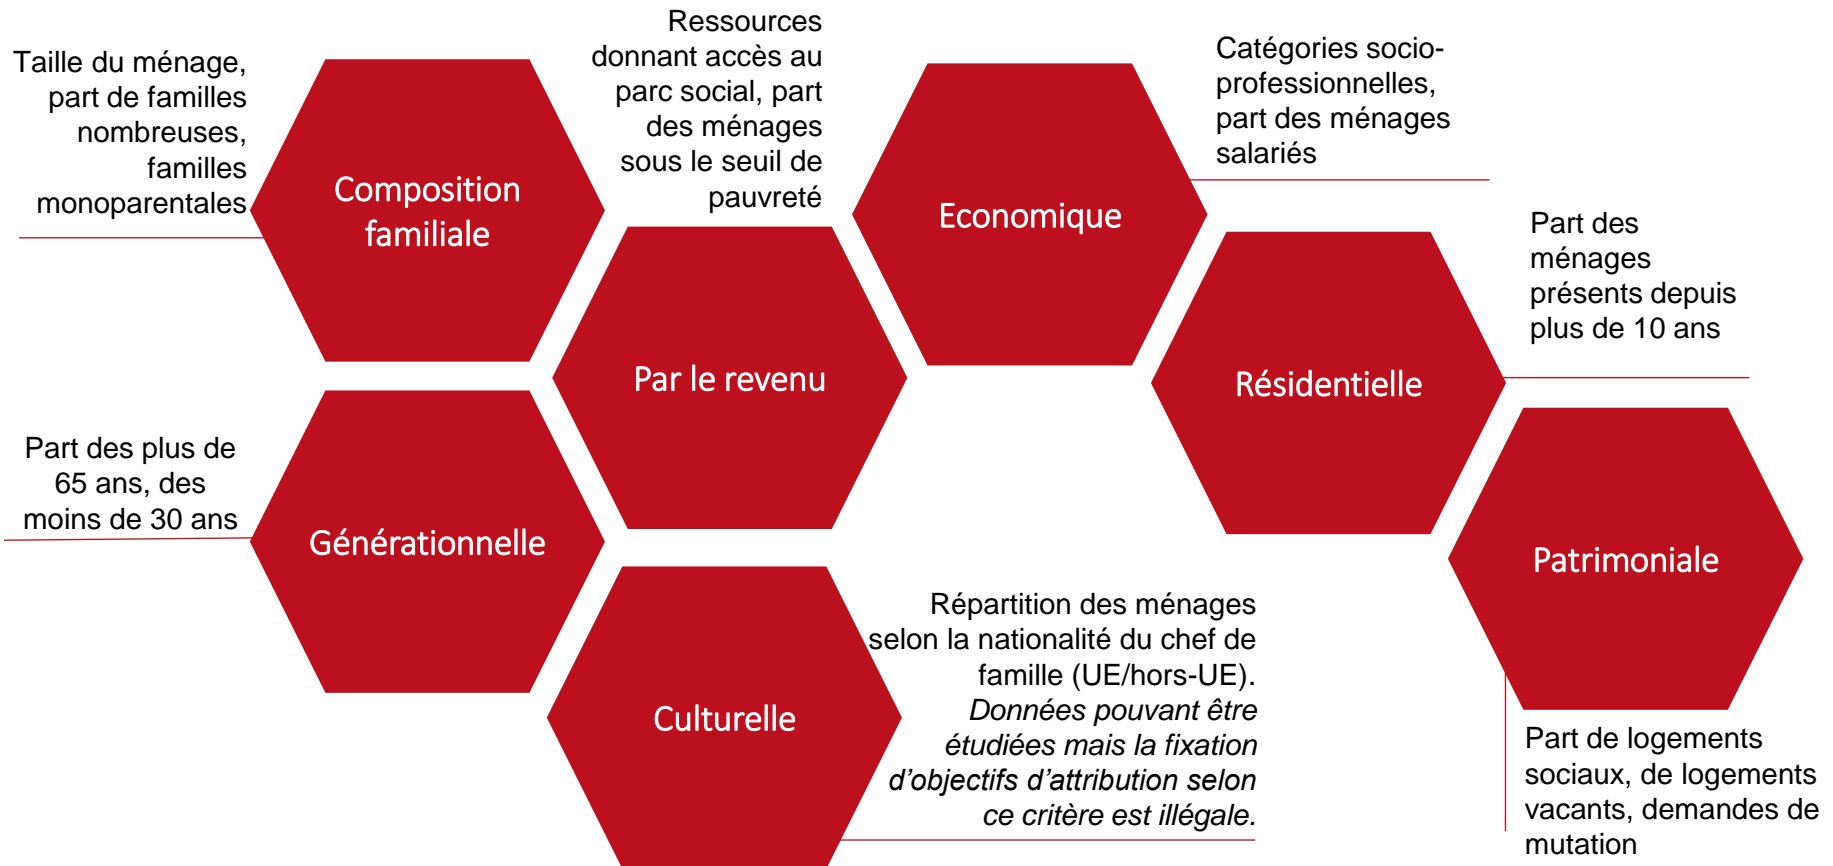 Taille du ménage,
part de familles
nombreuses,
familles
monoparentales
Composition
familiale
Ressources
donnant accès au
parc social, part
des ménages
sous le seuil de
pauvreté
Par le revenu
Economique
Catégories socio-
professionnelles,
part des ménages
salariés
Résidentielle
Part des
ménages
présents depuis
plus de 10 ans
Part des plus de
65 ans, des
moins de 30 ans
Générationnelle
Culturelle
Répartition des ménages
selon la nationalité du chef de
famille (UE/hors-UE).
Données pouvant être
étudiées mais la fixation
d’objectifs d’attribution selon
ce critère est illégale.
Patrimoniale
Part de logements
sociaux, de logements
vacants, demandes de
mutation